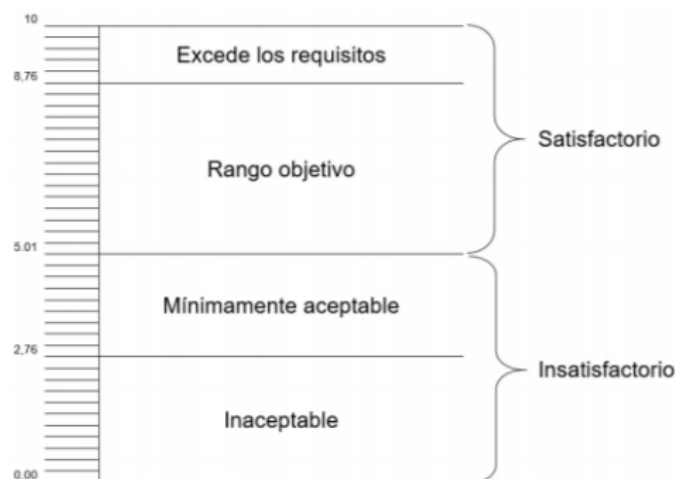 10
Excede los requisitos
8,76
Satisfactorio
Rango objetivo
5.01
Mínimamente aceptable
2,76
Insatisfactorio
Inaceptable
0.00